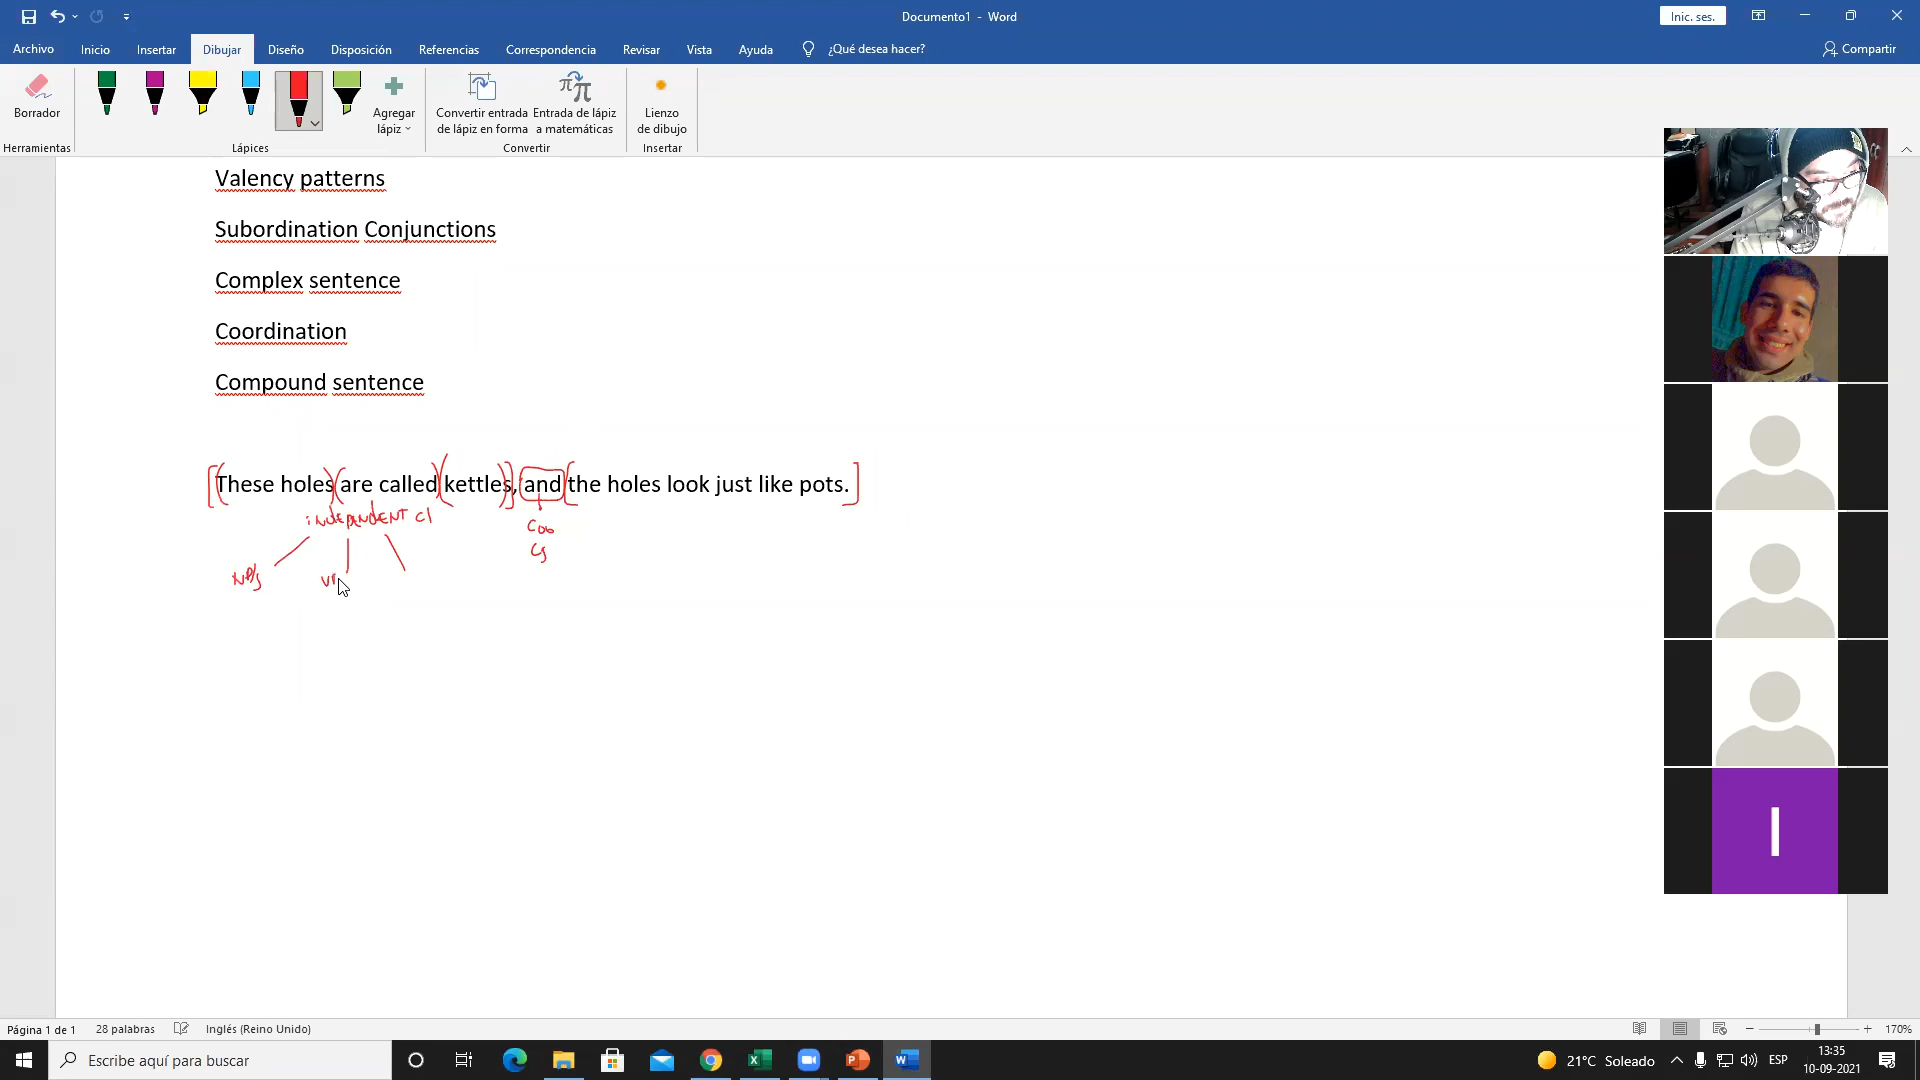 Documento1 - Word
Inic. ses.
Archivo Inicio Insertar Dibujar Diseño Disposición Referencias Correspondencia Revisar Vista Ayuda ¿Qué desea hacer? Compartir
Borrador
Agregar lápiz
Convertir entrada de lápiz en forma
Entrada de lápiz a matemáticas
Lienzo de dibujo
Herramientas Lápices Convertir Insertar
Valency patterns
Subordination Conjunctions
Complex sentence
Coordination
Compound sentence
[(These holes) (are called) (kettles)], and [the holes look just like pots.]
INDEPENDENT Cl
Coo
Cj
NP/s VP
I
Página 1 de 1 28 palabras Inglés (Reino Unido) 170%
Escribe aquí para buscar
21°C Soleado ESP
13:35
10-09-2021